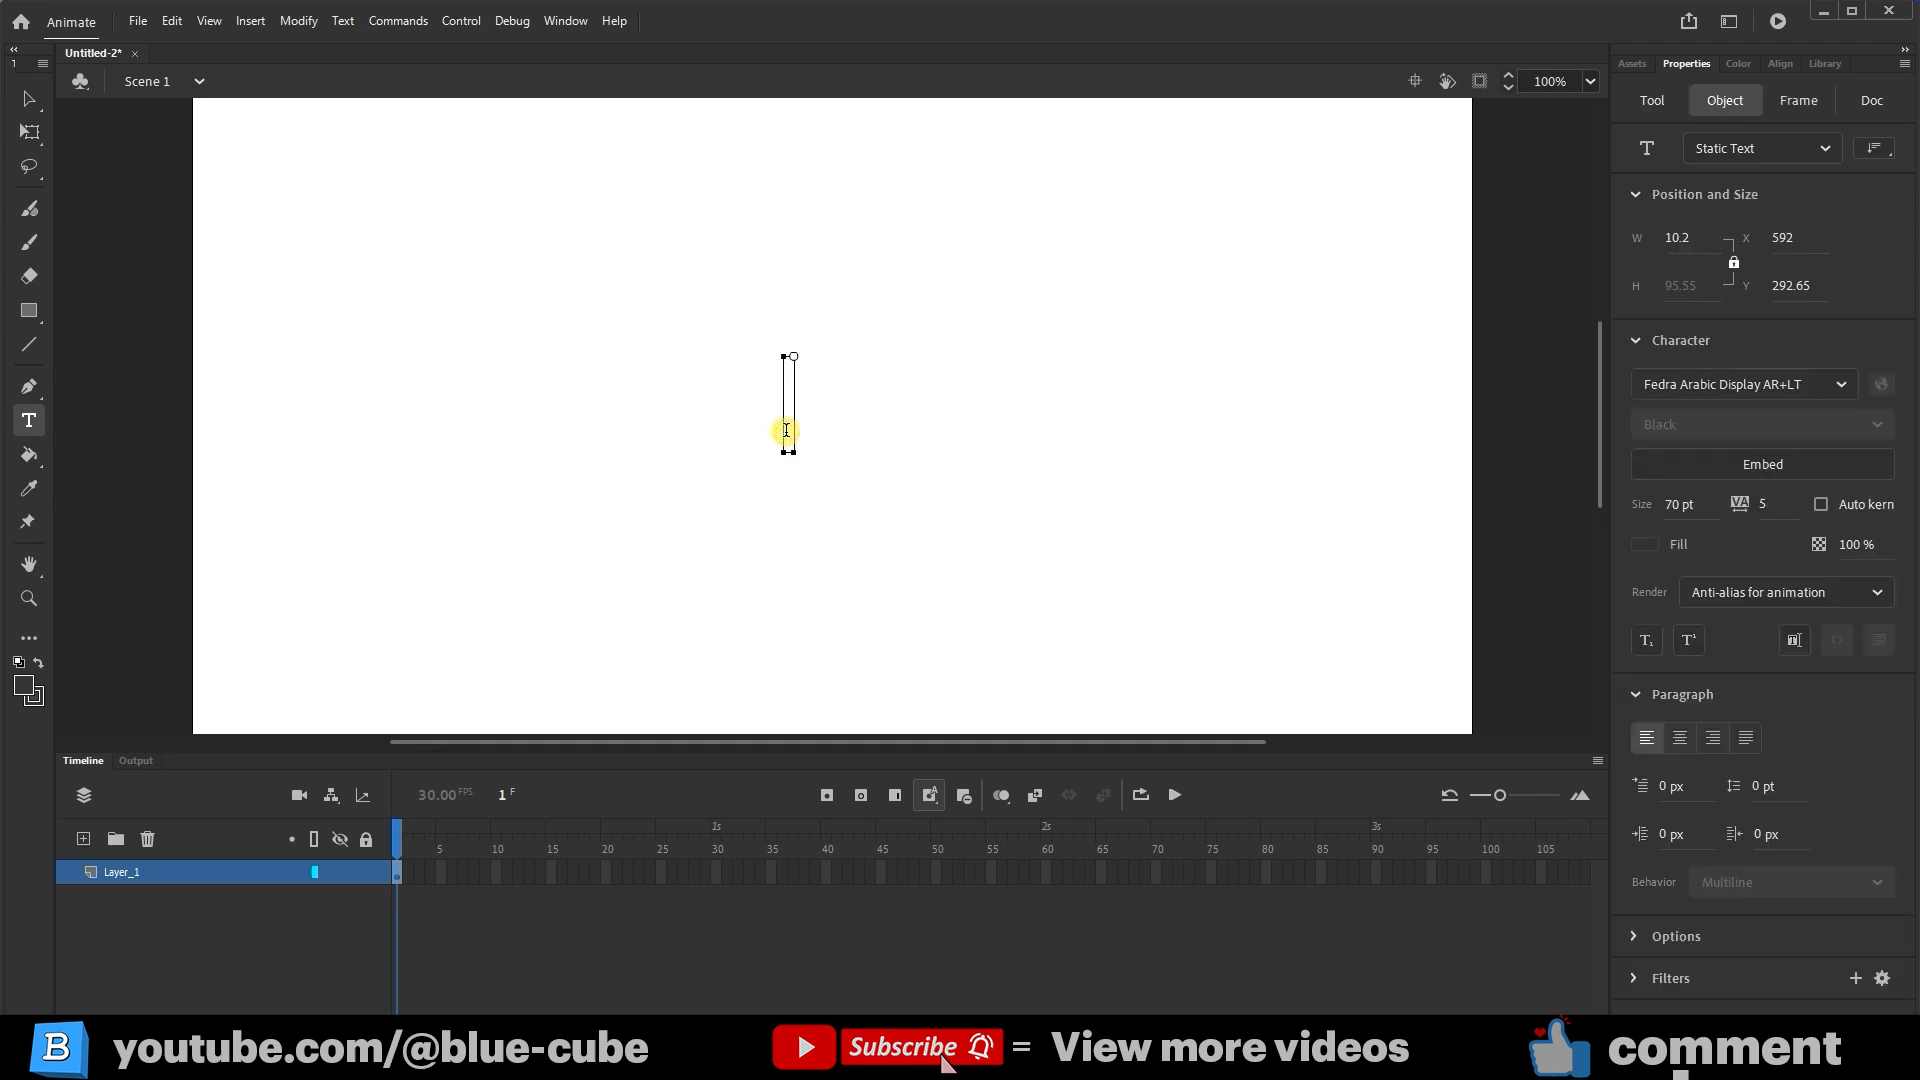 Animate File Edit View Insert Modify Text Commands Control Debug Window Help
Untitled-2*
Scene 1 100%
Assets Properties Color Align Library
Tool Object Frame Doc
T Static Text
Position and Size
W 10.2 X 592
H 95.55 Y 292.65
Character
Fedra Arabic Display AR+LT
Black
Embed
Size 70 pt VA 5 Auto kern
Fill 100 %
Render Anti-alias for animation
Paragraph
0 px 0 pt
0 px 0 px
Behavior Multiline
Options
Filters
Timeline Output
30.00 FPS 1 F
1s 2s 3s
5 10 15 20 25 30 35 40 45 50 55 60 65 70 75 80 85 90 95 100 105
Layer_1
B youtube.com/@blue-cube Subscribe = View more videos comment